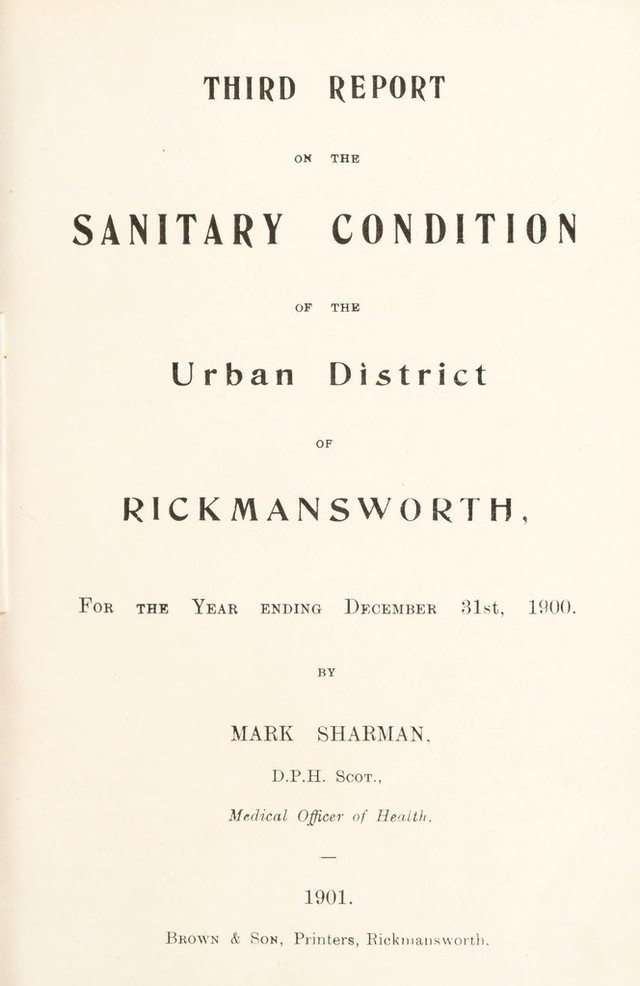 THIRD REPORT
ON THE
SANITARY CONDITION
OF THE
Urban District
OF
RICKMANSWORTH,
FOR THE YEAR ENDING DECEMBER 31st, 1900.
BY
MARK SHARMAN,
D.P.H. SCOT.,
Medical Officer of Health.
—
1901.
BROWN & SON, Printers, Rickmansworth.